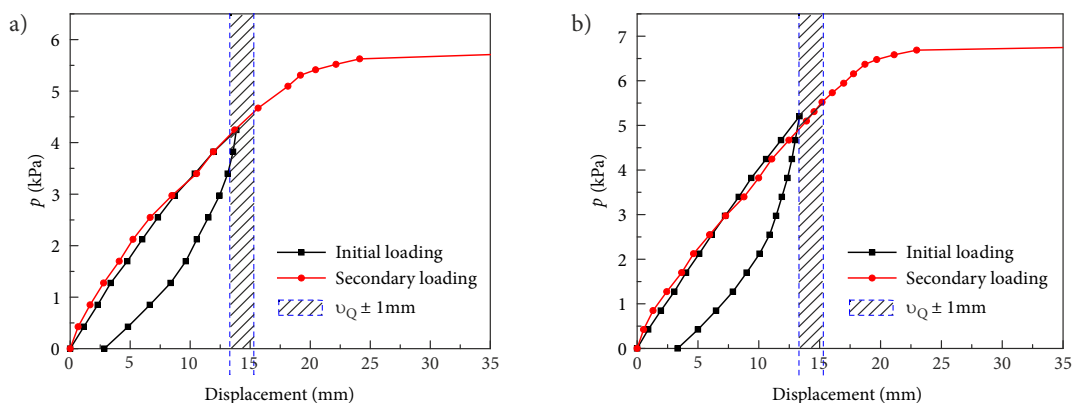 a)
6
5
4
3
2
1
0
p (kPa)
0 5 10 15 20 25 30 35
Displacement (mm)
Initial loading
Secondary loading
υQ ± 1mm
b)
7
6
5
4
3
2
1
0
p (kPa)
0 5 10 15 20 25 30 35
Displacement (mm)
Initial loading
Secondary loading
υQ ± 1mm